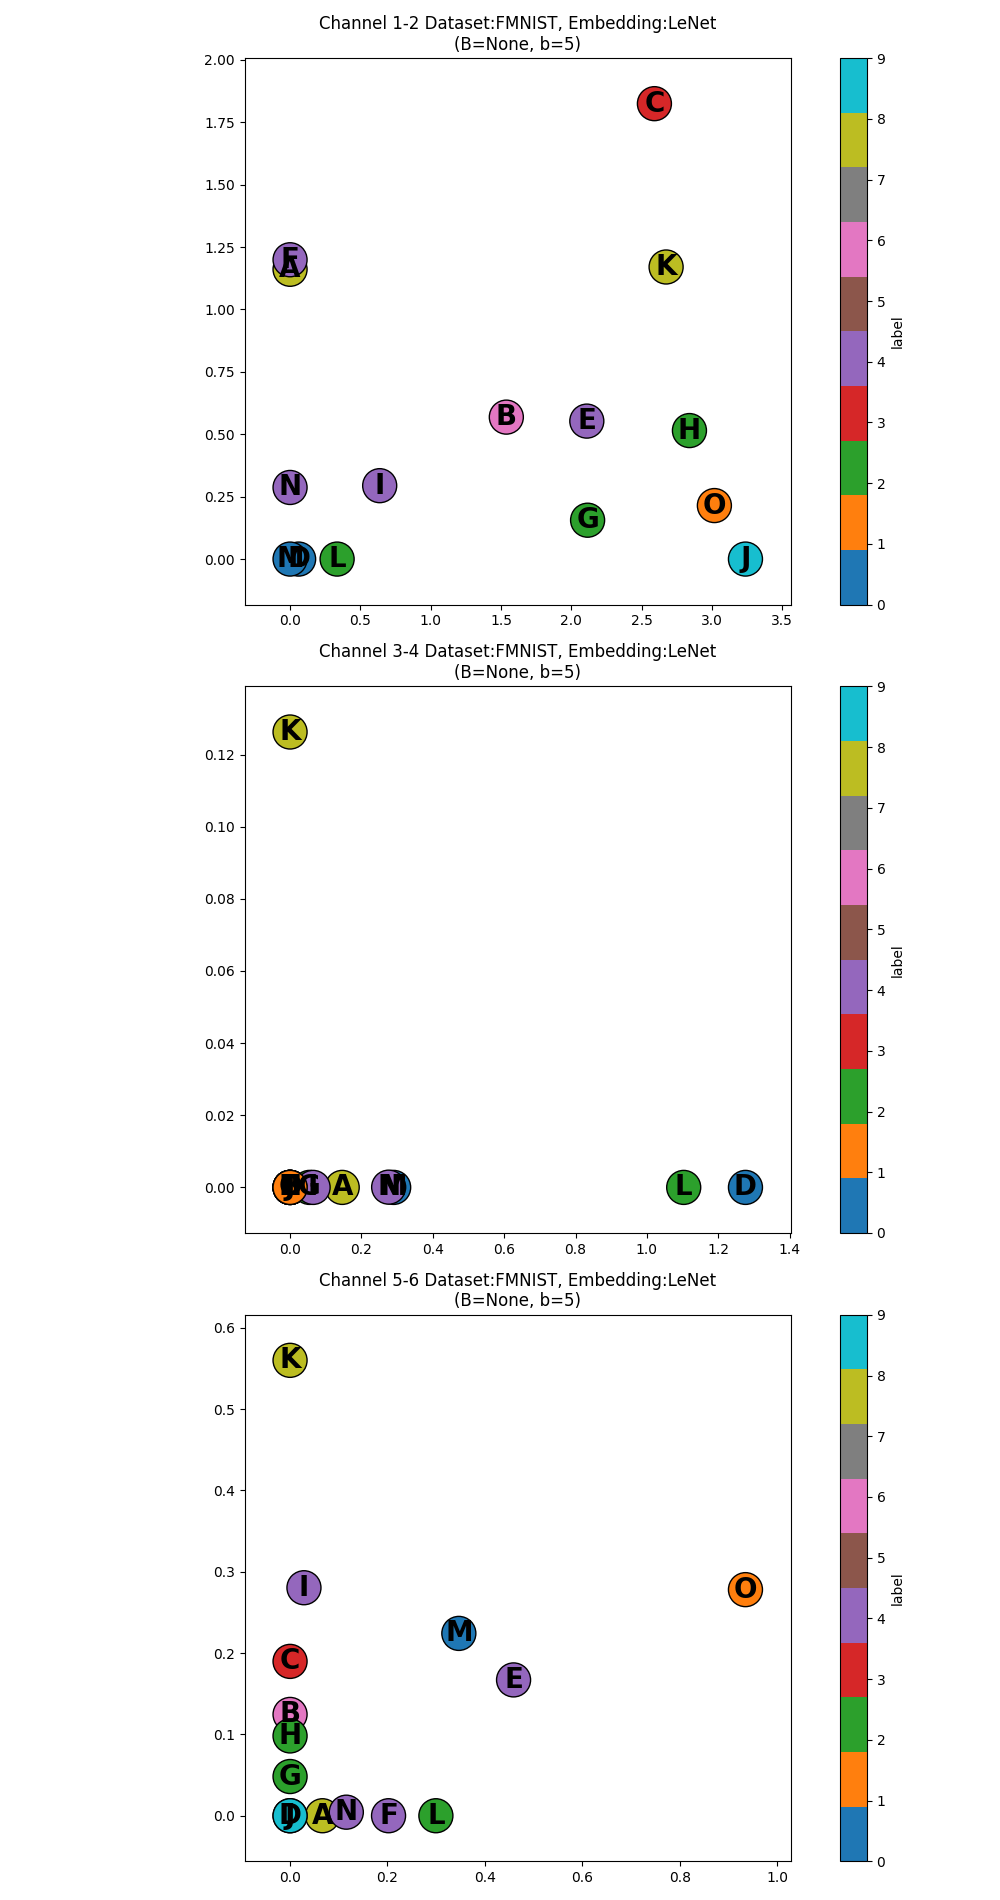 Channel 1-2 Dataset:FMNIST, Embedding:LeNet
(B=None, b=5)
2.00
1.75
1.50
1.25
1.00
0.75
0.50
0.25
0.00
C
F
A
K
B
E
H
N
I
O
G
M
D
L
J
0.0 0.5 1.0 1.5 2.0 2.5 3.0 3.5
9
8
7
6
5
4
3
2
1
0
label
Channel 3-4 Dataset:FMNIST, Embedding:LeNet
(B=None, b=5)
0.12
0.10
0.08
0.06
0.04
0.02
0.00
K
A
N
M
L
D
0.0 0.2 0.4 0.6 0.8 1.0 1.2 1.4
9
8
7
6
5
4
3
2
1
0
label
Channel 5-6 Dataset:FMNIST, Embedding:LeNet
(B=None, b=5)
0.6
0.5
0.4
0.3
0.2
0.1
0.0
K
I
O
M
C
E
B
H
G
D
J
A
N
F
L
0.0 0.2 0.4 0.6 0.8 1.0
9
8
7
6
5
4
3
2
1
0
label